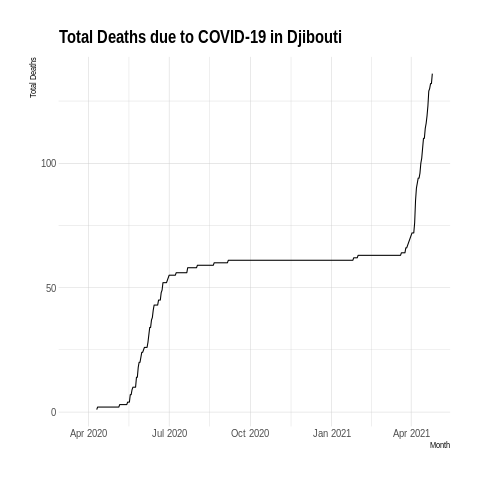 Total Deaths due to COVID-19 in Djibouti
Total Deaths
100
50
0
Apr 2020 Jul 2020 Oct 2020 Jan 2021 Apr 2021
Month